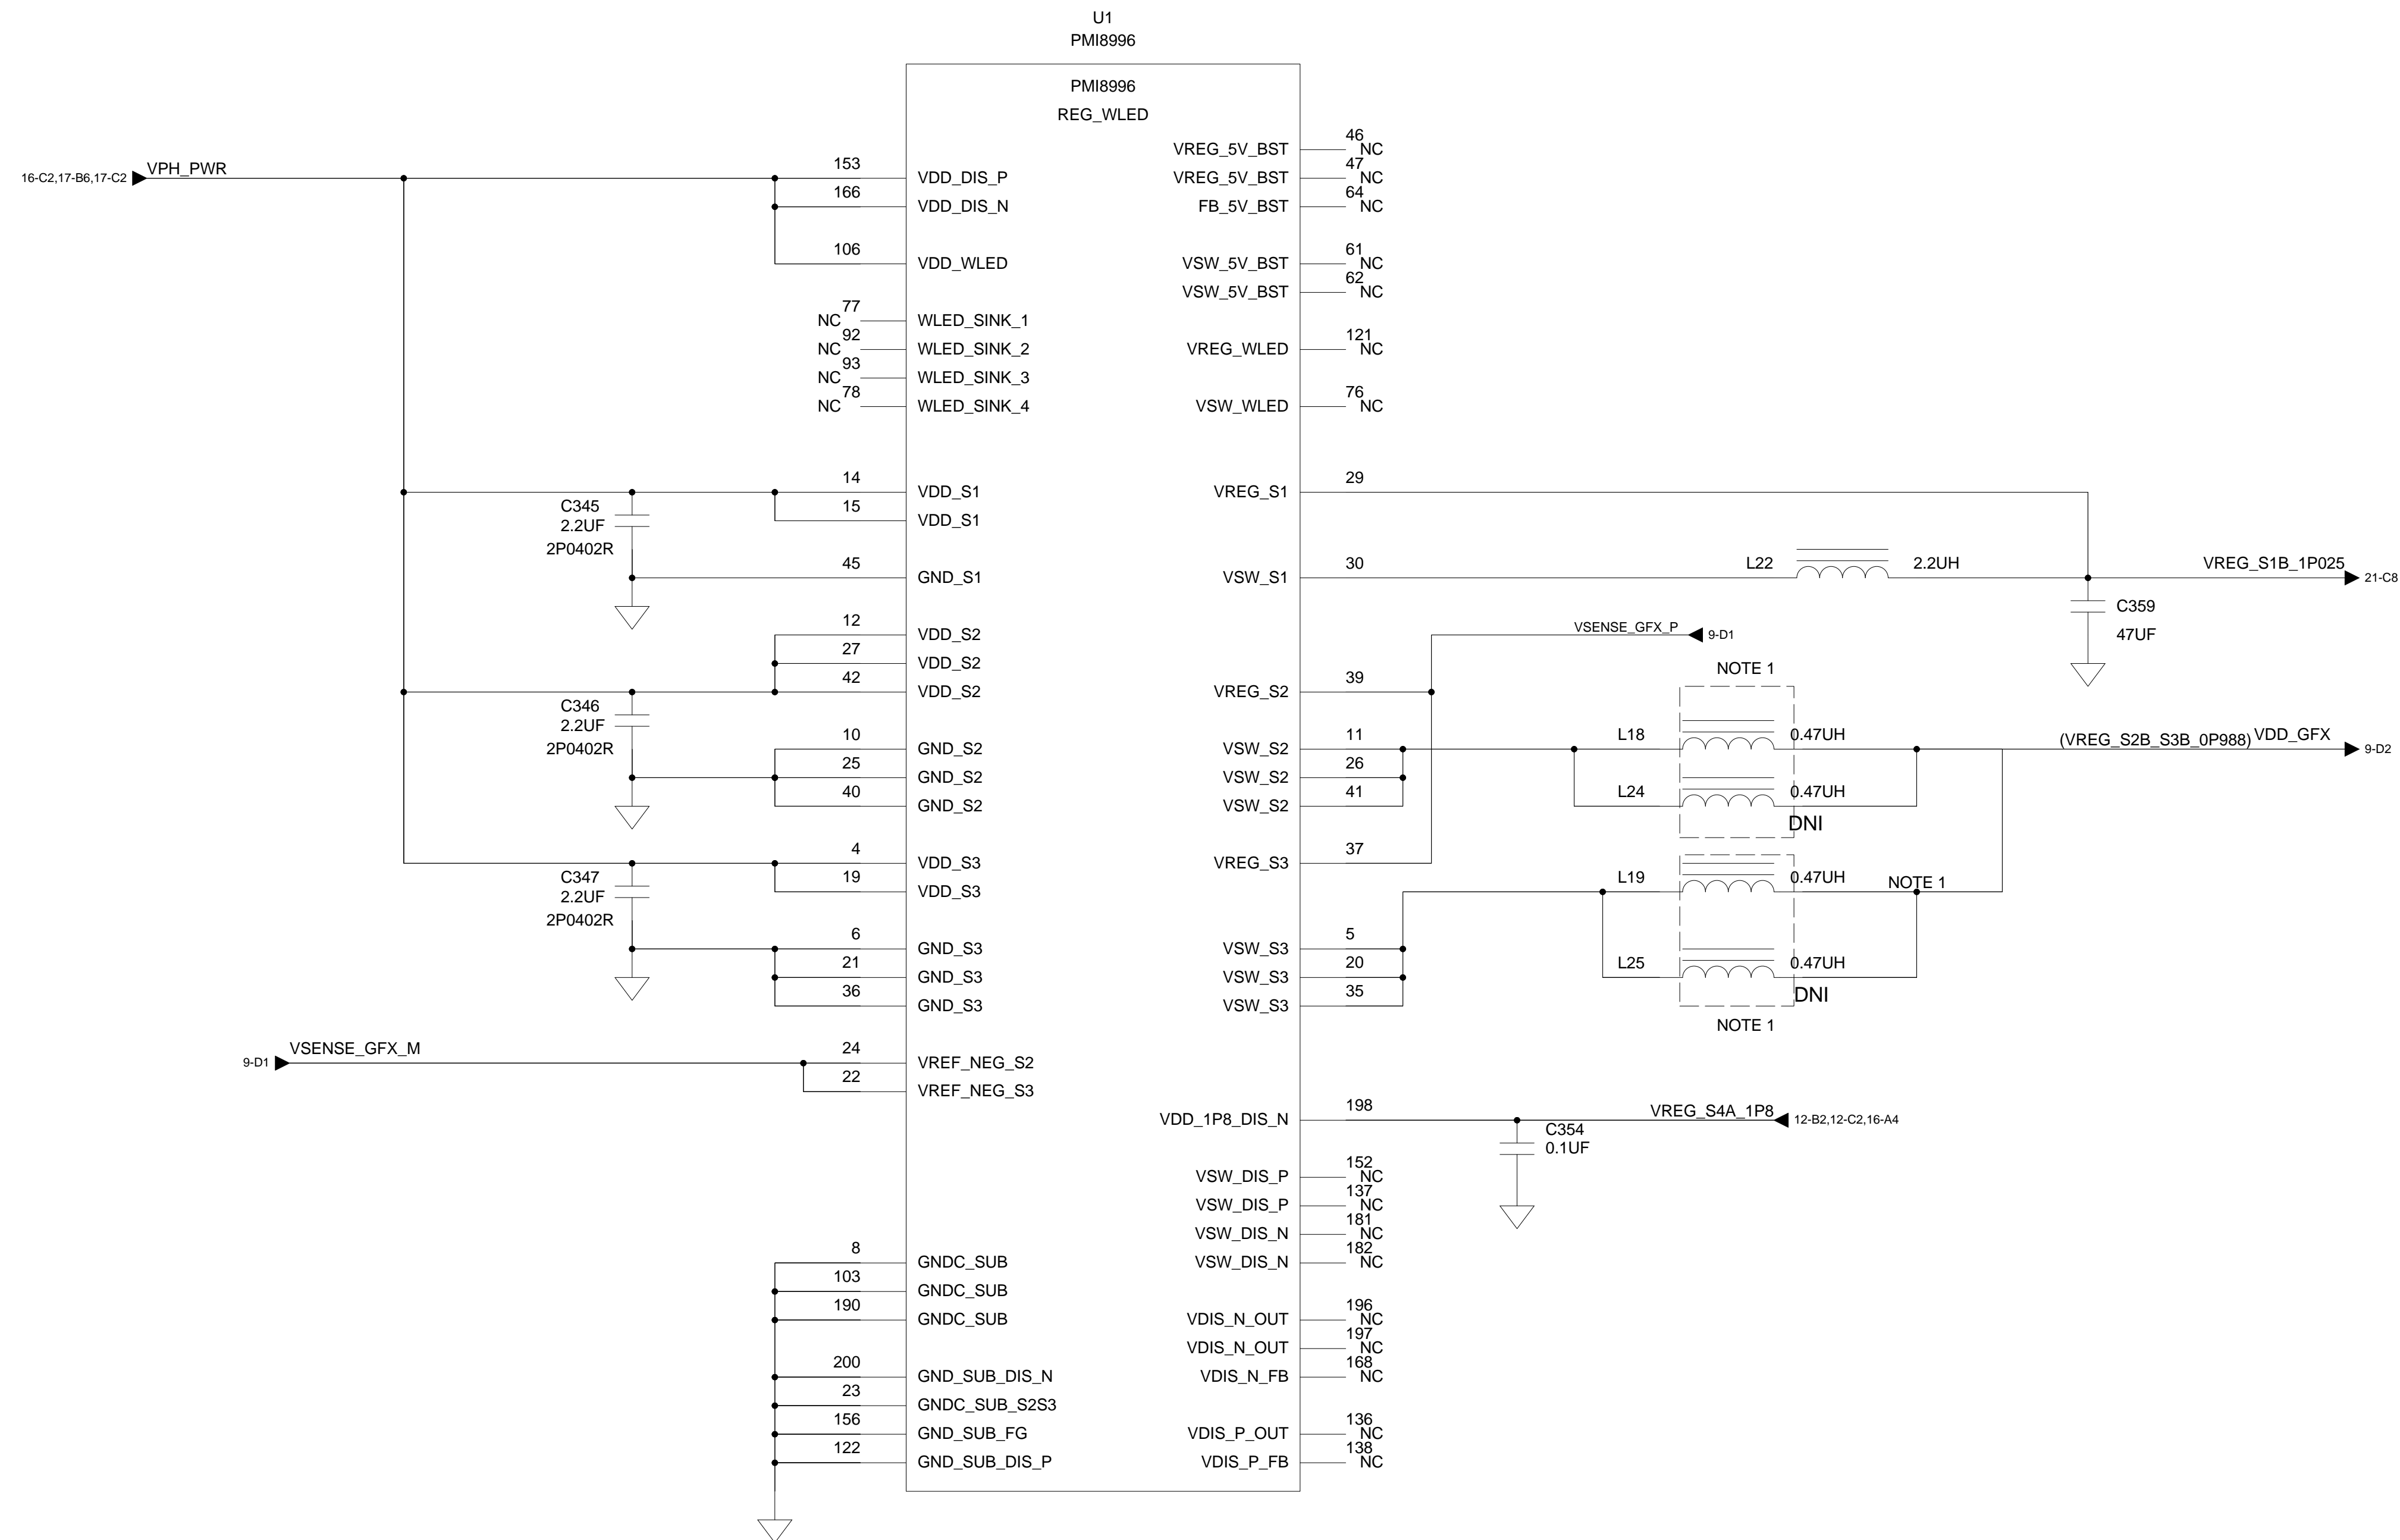 U1
PMI8996
PMI8996
REG_WLED
16-C2,17-B6,17-C2 VPH_PWR
153 VDD_DIS_P
166 VDD_DIS_N
106 VDD_WLED
NC 77 WLED_SINK_1
NC 92 WLED_SINK_2
NC 93 WLED_SINK_3
NC 78 WLED_SINK_4
14 VDD_S1
15 VDD_S1
C345
2.2UF
2P0402R
45 GND_S1
12 VDD_S2
27 VDD_S2
42 VDD_S2
C346
2.2UF
2P0402R
10 GND_S2
25 GND_S2
40 GND_S2
4 VDD_S3
19 VDD_S3
C347
2.2UF
2P0402R
6 GND_S3
21 GND_S3
36 GND_S3
9-D1 VSENSE_GFX_M
24 VREF_NEG_S2
22 VREF_NEG_S3
8 GNDC_SUB
103 GNDC_SUB
190 GNDC_SUB
200 GND_SUB_DIS_N
23 GNDC_SUB_S2S3
156 GND_SUB_FG
122 GND_SUB_DIS_P
VREG_5V_BST 46 NC
VREG_5V_BST 47 NC
FB_5V_BST 64 NC
VSW_5V_BST 61 NC
VSW_5V_BST 62 NC
VREG_WLED 121 NC
VSW_WLED 76 NC
VREG_S1 29
VSW_S1 30
L22 2.2UH
VREG_S1B_1P025 21-C8
C359
47UF
VSENSE_GFX_P 9-D1
NOTE 1
VREG_S2 39
VSW_S2 11
VSW_S2 26
VSW_S2 41
L18 0.47UH
(VREG_S2B_S3B_0P988) VDD_GFX 9-D2
L24 0.47UH
DNI
VREG_S3 37
L19 0.47UH
NOTE 1
VSW_S3 5
VSW_S3 20
VSW_S3 35
L25 0.47UH
DNI
NOTE 1
VDD_1P8_DIS_N 198
VREG_S4A_1P8 12-B2,12-C2,16-A4
C354
0.1UF
VSW_DIS_P 152 NC
VSW_DIS_P 137 NC
VSW_DIS_N 181 NC
VSW_DIS_N 182 NC
VDIS_N_OUT 196 NC
VDIS_N_OUT 197 NC
VDIS_N_FB 168 NC
VDIS_P_OUT 136 NC
VDIS_P_FB 138 NC